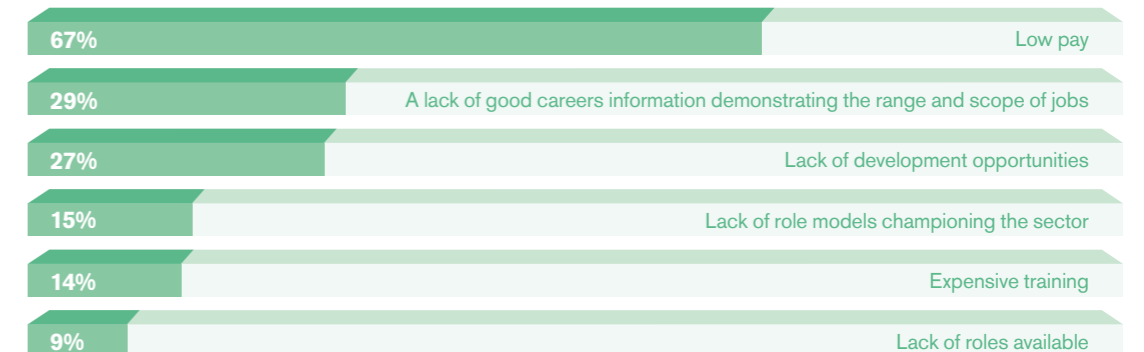 67% Low pay
29% A lack of good careers information demonstrating the range and scope of jobs
27% Lack of development opportunities
15% Lack of role models championing the sector
14% Expensive training
9% Lack of roles available